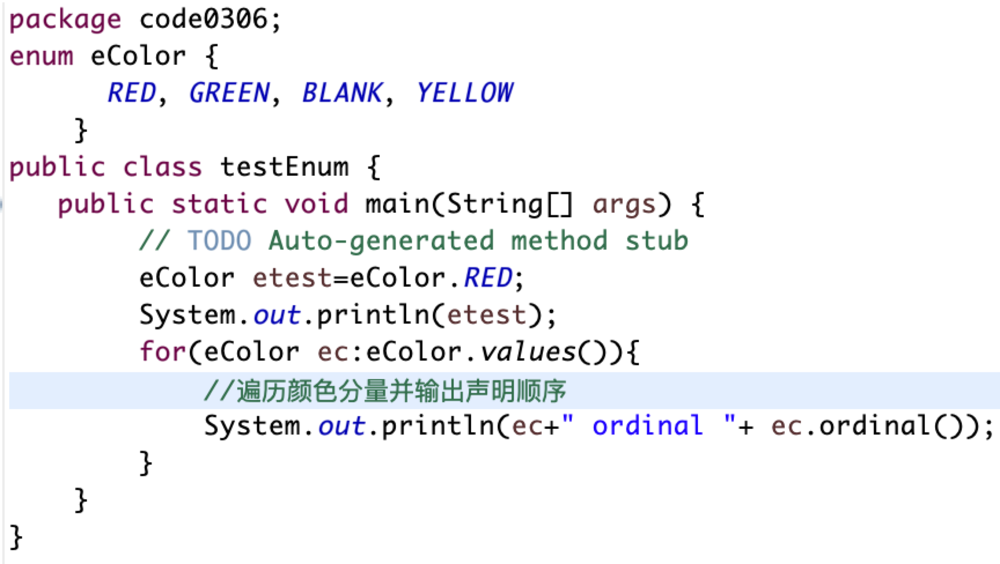 package code0306;
enum eColor {
RED, GREEN, BLANK, YELLOW
}
public class testEnum {
public static void main(String[] args) {
// TODO Auto-generated method stub
eColor etest=eColor.RED;
System.out.println(etest);
for(eColor ec:eColor.values()){
//遍历颜色分量并输出声明顺序
System.out.println(ec+" ordinal "+ ec.ordinal());
}
}
}